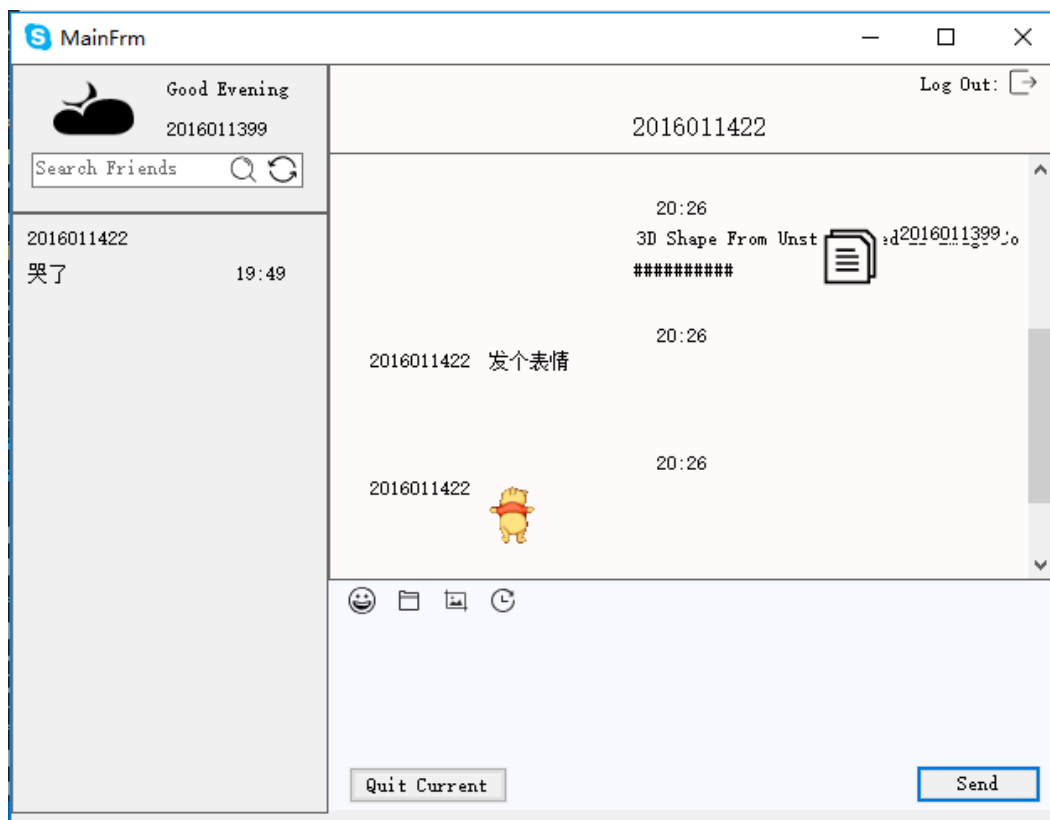 MainFrm
Good Evening
2016011399
Search Friends
2016011422
哭了 19:49
Log Out:
2016011422
20:26
3D Shape From Unst 2016011399
##########
20:26
2016011422 发个表情
20:26
2016011422
Quit Current
Send